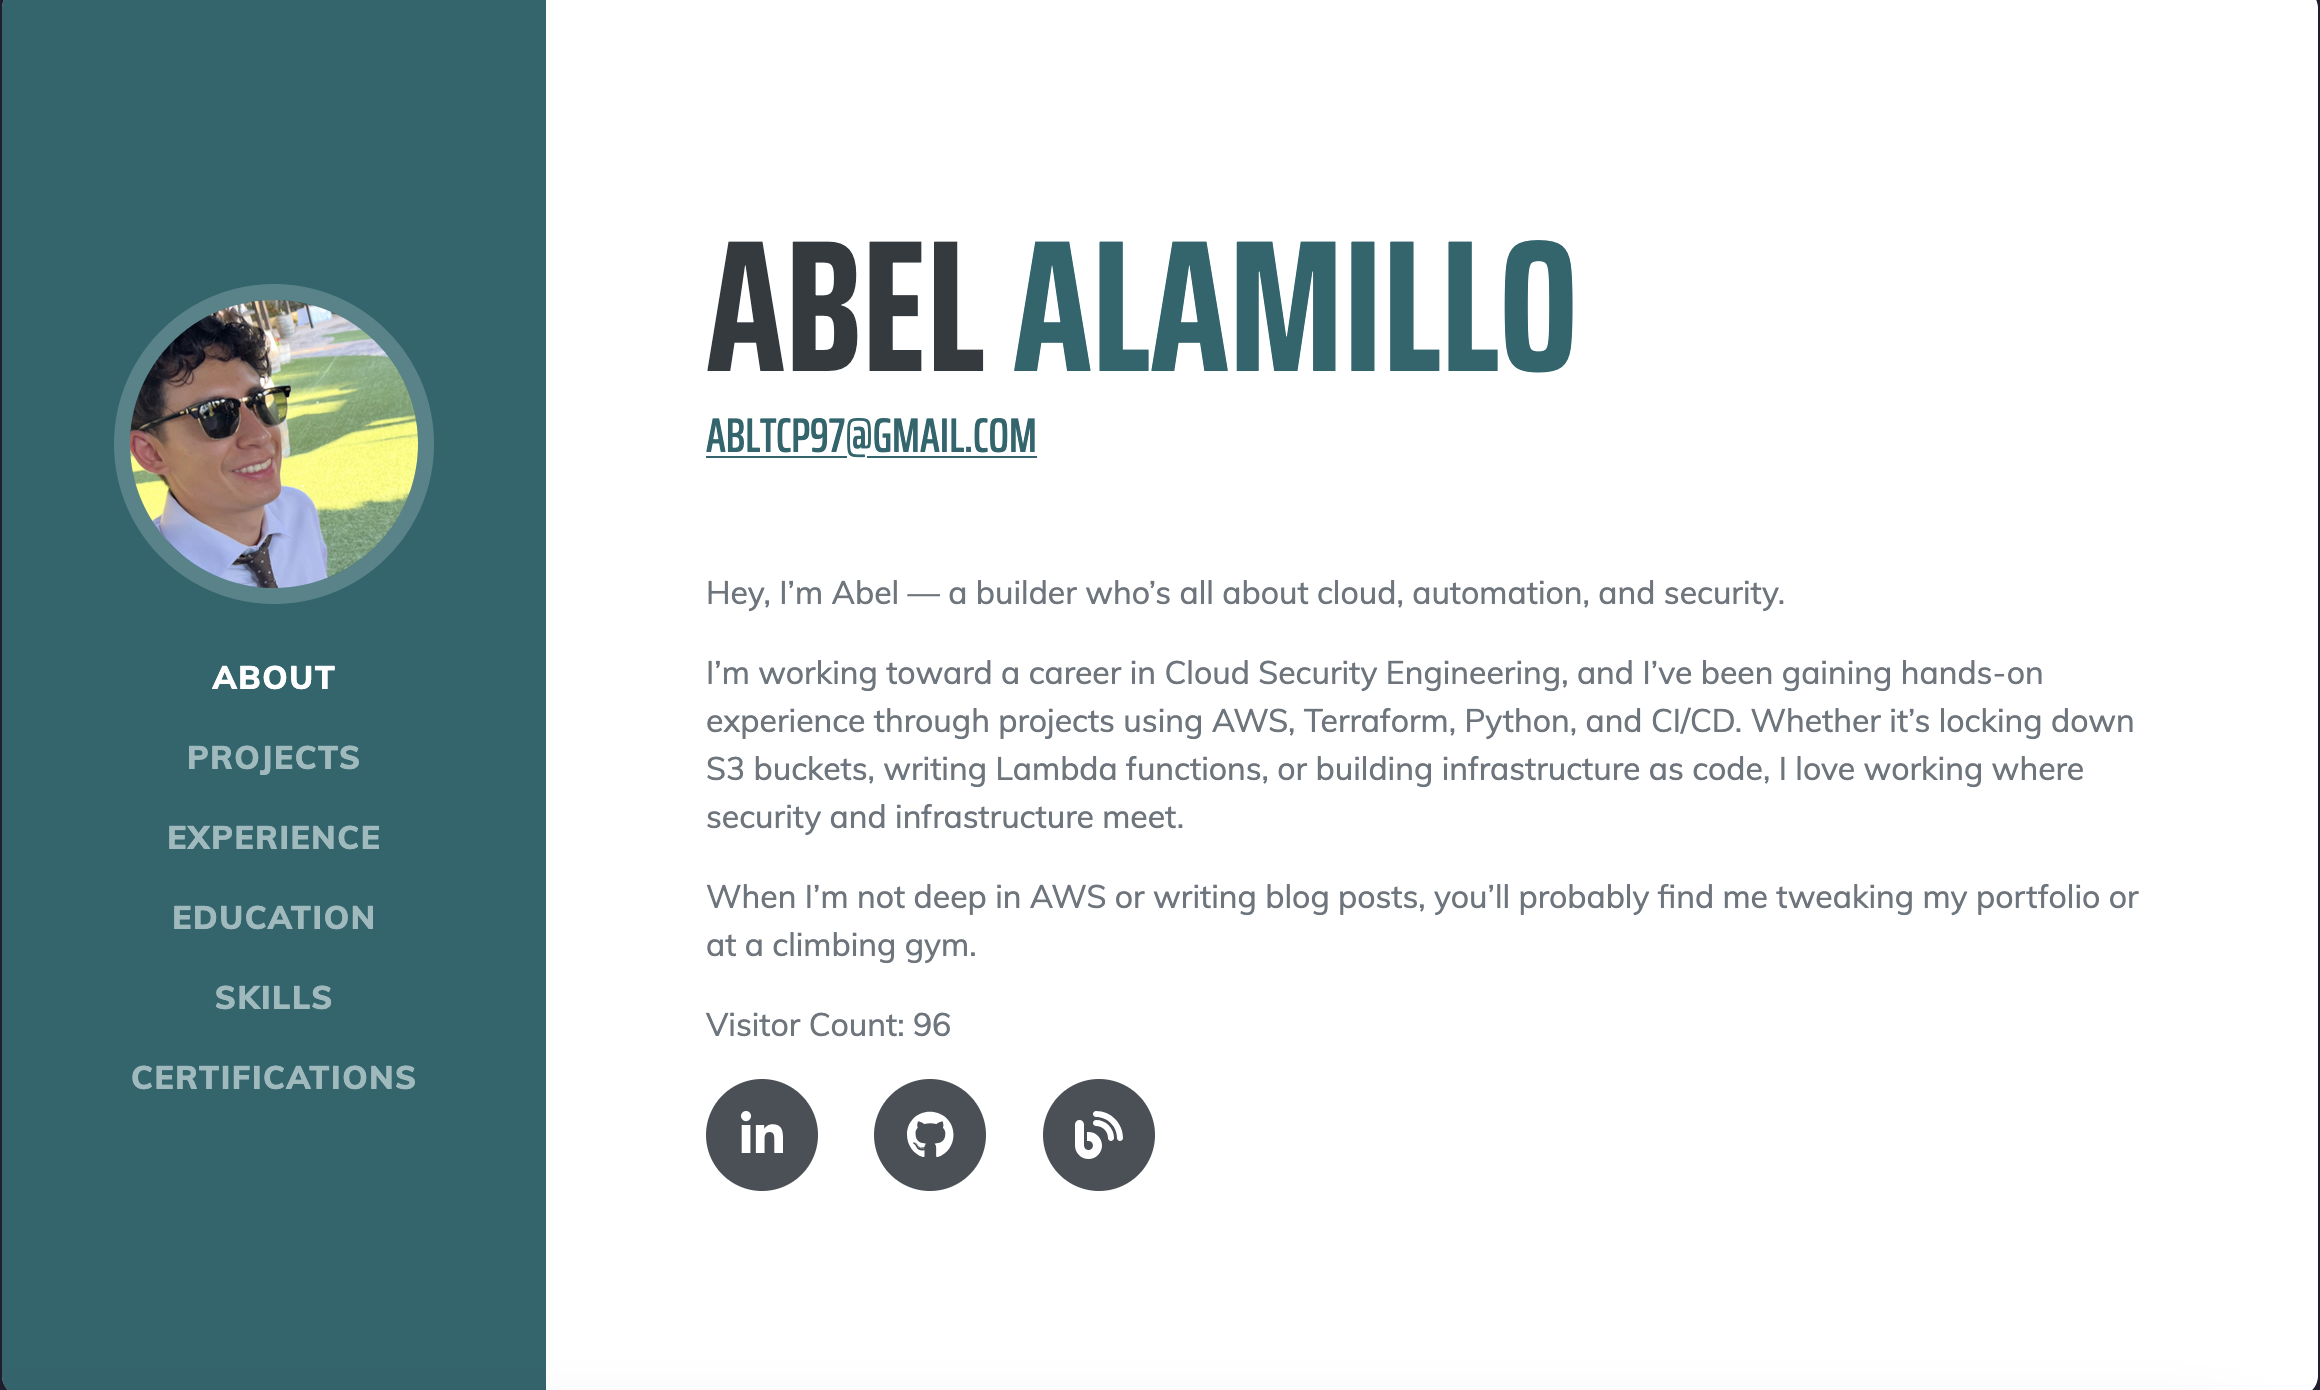 ABOUT
PROJECTS
EXPERIENCE
EDUCATION
SKILLS
CERTIFICATIONS
ABEL ALAMILLO
ABLTCP97@GMAIL.COM
Hey, I’m Abel — a builder who’s all about cloud, automation, and security.
I’m working toward a career in Cloud Security Engineering, and I’ve been gaining hands-on
experience through projects using AWS, Terraform, Python, and CI/CD. Whether it’s locking down
S3 buckets, writing Lambda functions, or building infrastructure as code, I love working where
security and infrastructure meet.
When I’m not deep in AWS or writing blog posts, you’ll probably find me tweaking my portfolio or
at a climbing gym.
Visitor Count: 96
in